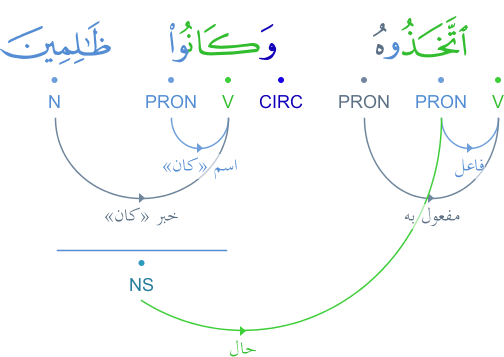 ٱتَّخَذُوهُ وَكَانُوا۟ ظَـٰلِمِينَ
V PRON PRON CIRC V PRON N
فاعل اسم «كان»
مفعول به خبر «كان»
NS
حال